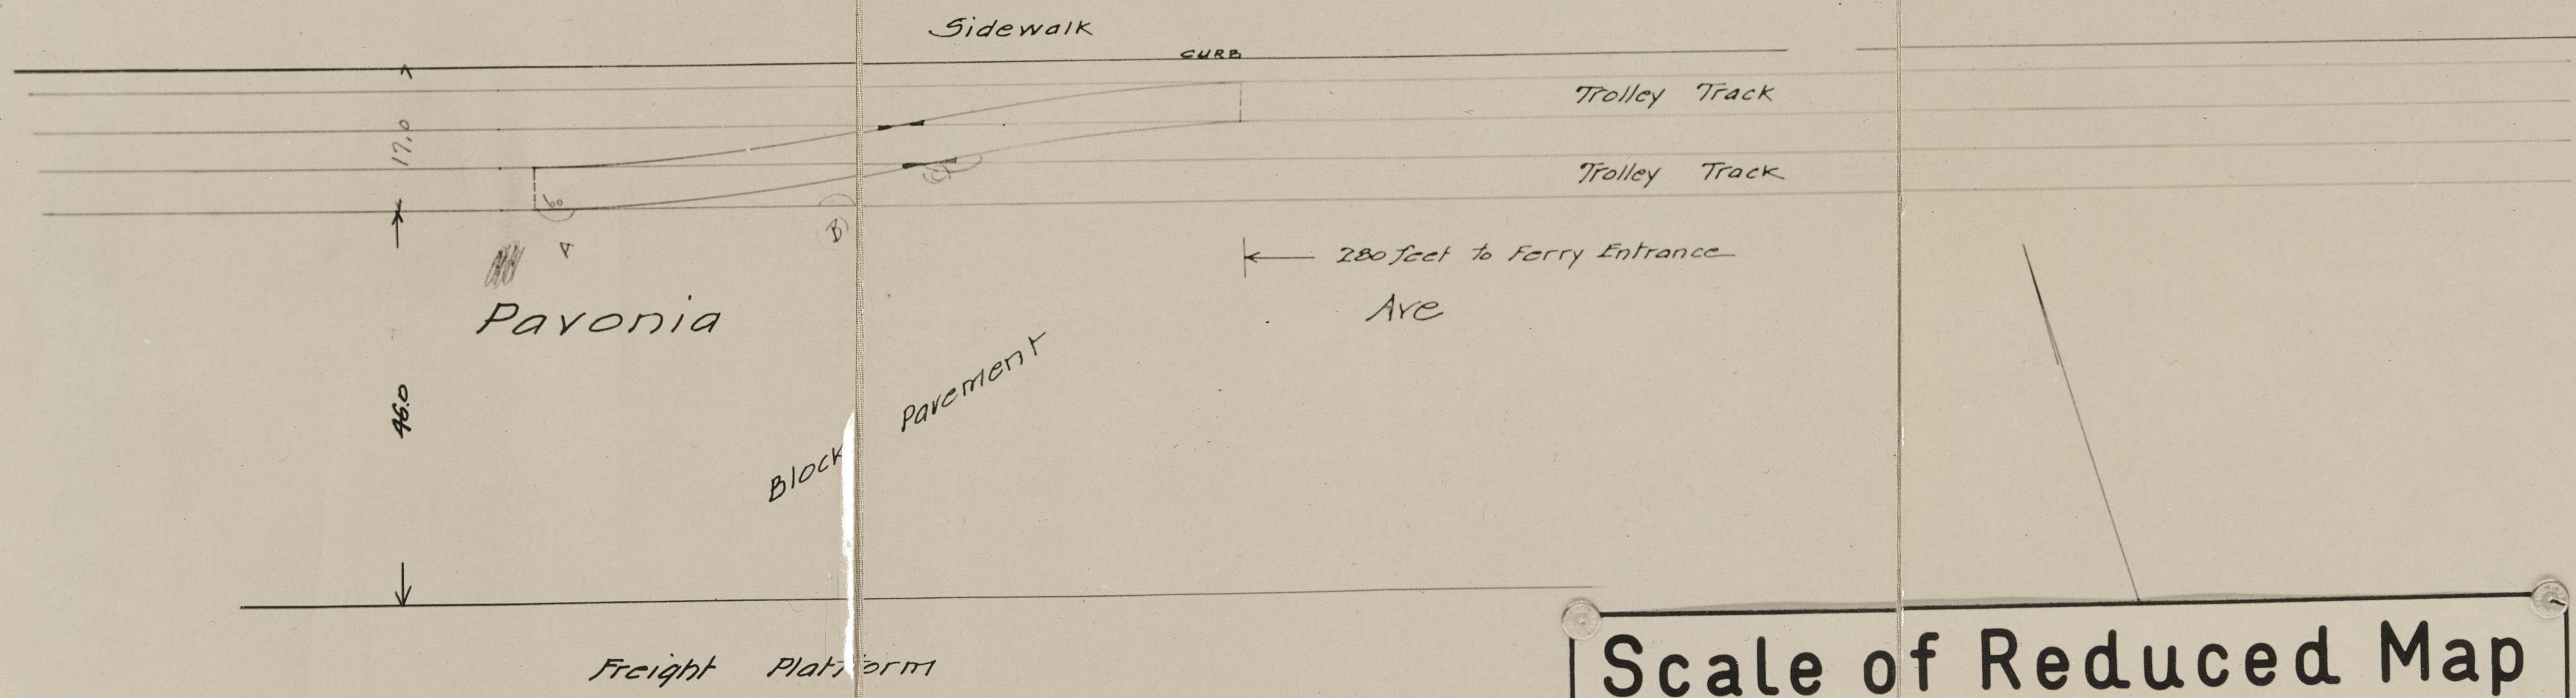 Sidewalk
CURB
Trolley Track
17.0
Trolley Track
C
A
B
280 feet to Ferry Entrance
Pavonia Ave
46.0
Block Pavement
Freight Platform
Scale of Reduced Map